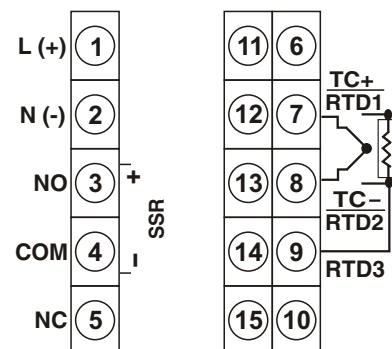 L (+) 1
N (-) 2
NO 3 +
SSR
COM 4 -
NC 5
11 6
12 7
13 8
14 9
15 10
TC+
RTD1
TC–
RTD2
RTD3